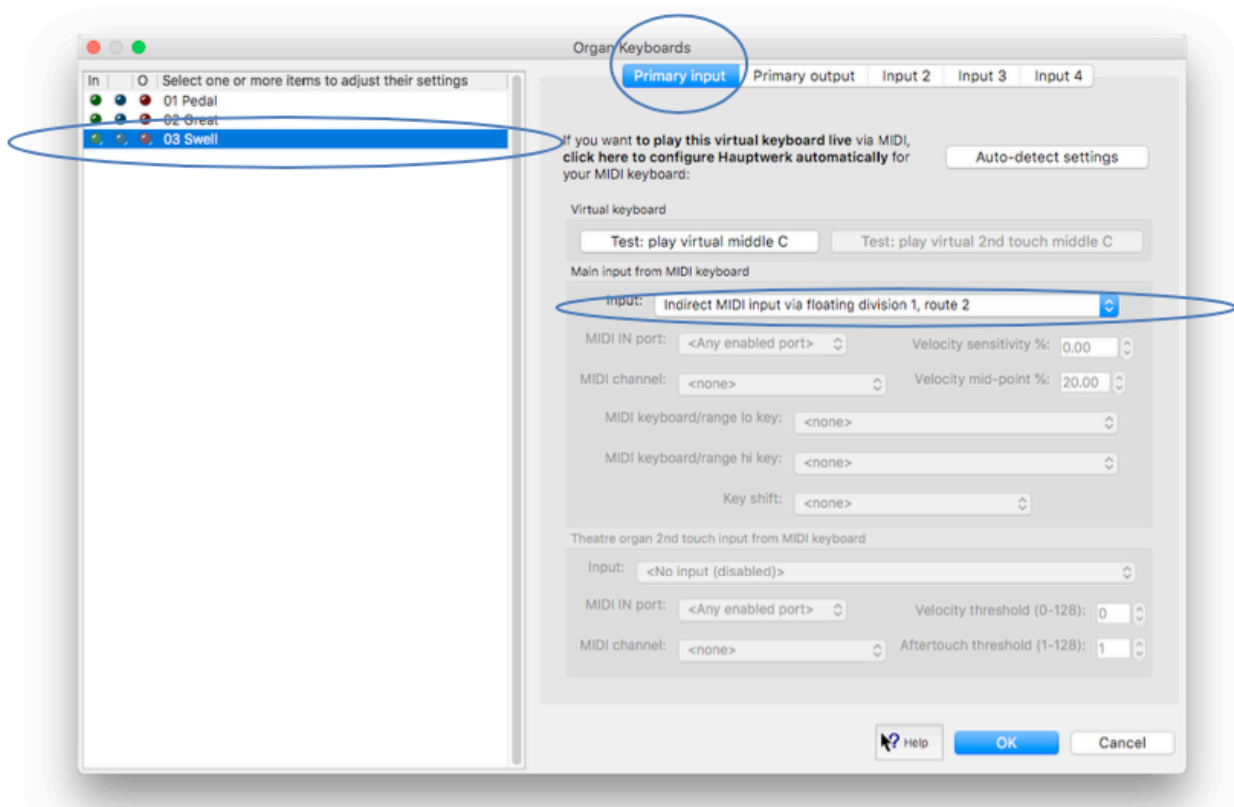 Organ Keyboards
In O Select one or more items to adjust their settings
01 Pedal
02 Great
03 Swell
Primary input Primary output Input 2 Input 3 Input 4
If you want to play this virtual keyboard live via MIDI,
click here to configure Hauptwerk automatically for
your MIDI keyboard:
Auto-detect settings
Virtual keyboard
Test: play virtual middle C Test: play virtual 2nd touch middle C
Main input from MIDI keyboard
Input: Indirect MIDI input via floating division 1, route 2
MIDI IN port: <Any enabled port> Velocity sensitivity %: 0.00
MIDI channel: <none> Velocity mid-point %: 20.00
MIDI keyboard/range lo key: <none>
MIDI keyboard/range hi key: <none>
Key shift: <none>
Theatre organ 2nd touch input from MIDI keyboard
Input: <No input (disabled)>
MIDI IN port: <Any enabled port> Velocity threshold (0-128): 0
MIDI channel: <none> Aftertouch threshold (1-128): 1
? Help OK Cancel